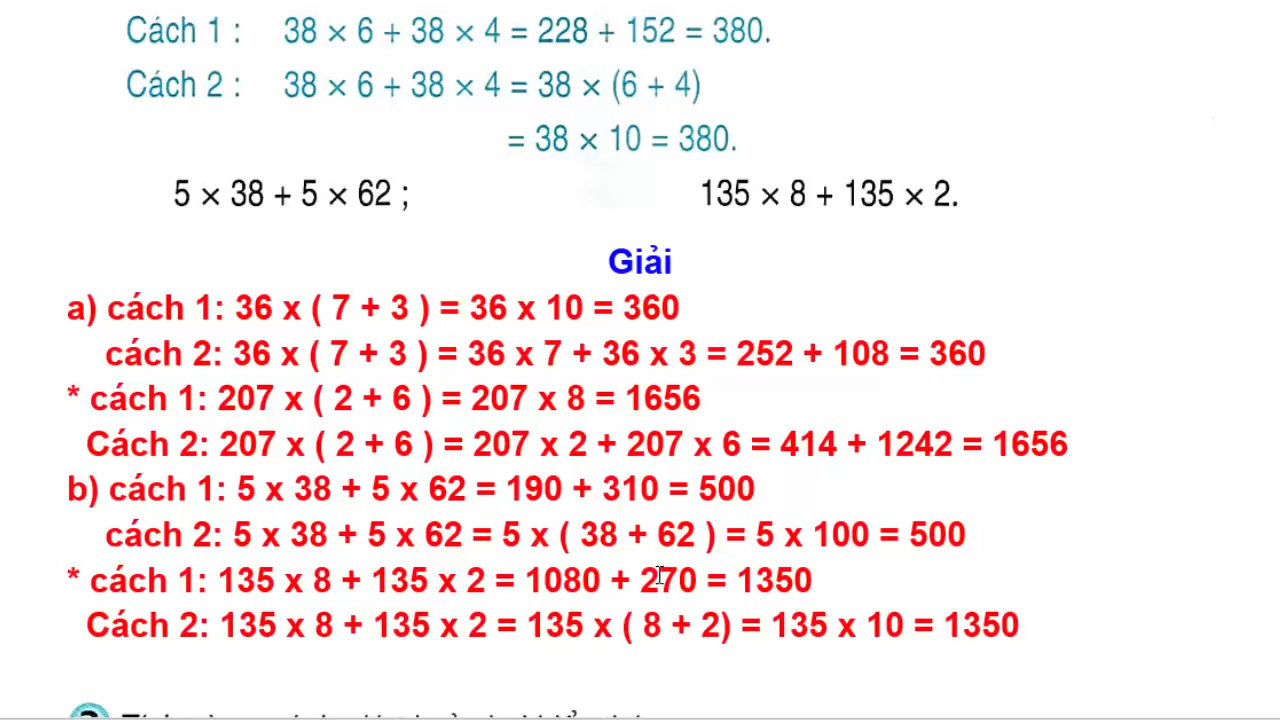 Cách 1 : 38 × 6 + 38 × 4 = 228 + 152 = 380.
Cách 2 : 38 × 6 + 38 × 4 = 38 × (6 + 4)
= 38 × 10 = 380.
5 × 38 + 5 × 62 ; 135 × 8 + 135 × 2.
Giải
a) cách 1: 36 x ( 7 + 3 ) = 36 x 10 = 360
cách 2: 36 x ( 7 + 3 ) = 36 x 7 + 36 x 3 = 252 + 108 = 360
* cách 1: 207 x ( 2 + 6 ) = 207 x 8 = 1656
Cách 2: 207 x ( 2 + 6 ) = 207 x 2 + 207 x 6 = 414 + 1242 = 1656
b) cách 1: 5 x 38 + 5 x 62 = 190 + 310 = 500
cách 2: 5 x 38 + 5 x 62 = 5 x ( 38 + 62 ) = 5 x 100 = 500
* cách 1: 135 x 8 + 135 x 2 = 1080 + 270 = 1350
Cách 2: 135 x 8 + 135 x 2 = 135 x ( 8 + 2) = 135 x 10 = 1350